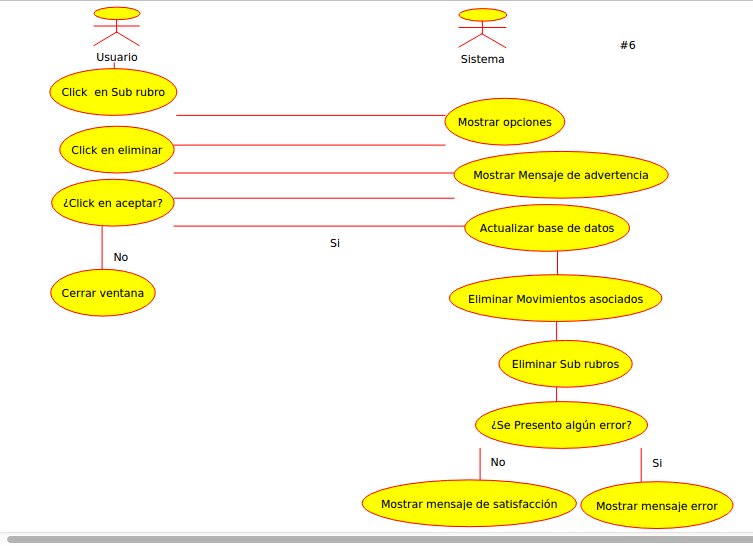 #6
Usuario
Sistema
Click en Sub rubro
Mostrar opciones
Click en eliminar
Mostrar Mensaje de advertencia
¿Click en aceptar?
Actualizar base de datos
Si
No
Cerrar ventana
Eliminar Movimientos asociados
Eliminar Sub rubros
¿Se Presento algún error?
No
Si
Mostrar mensaje de satisfacción
Mostrar mensaje error